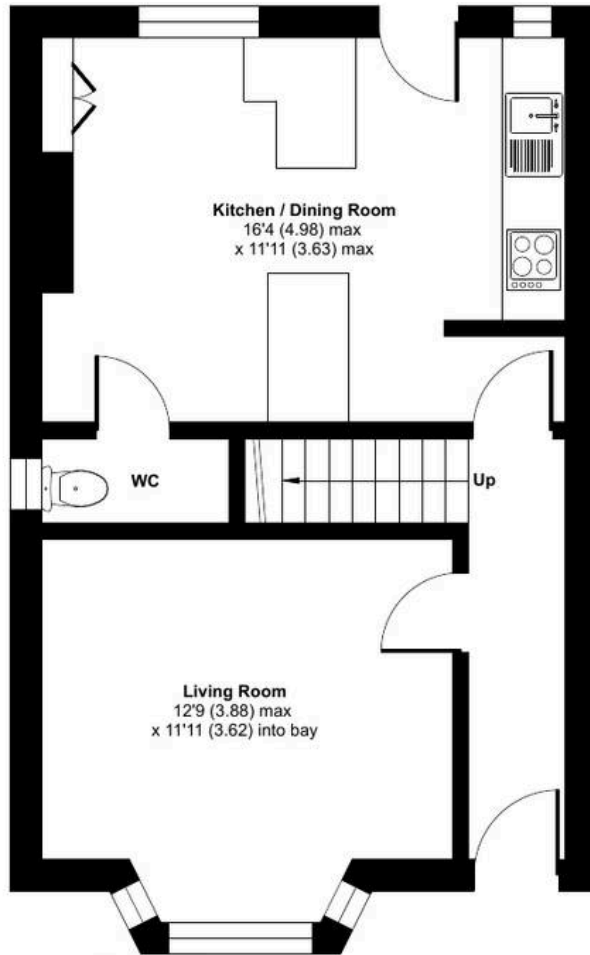 Kitchen / Dining Room
16'4 (4.98) max
x 11'11 (3.63) max
WC
Up
Living Room
12'9 (3.88) max
x 11'11 (3.62) into bay